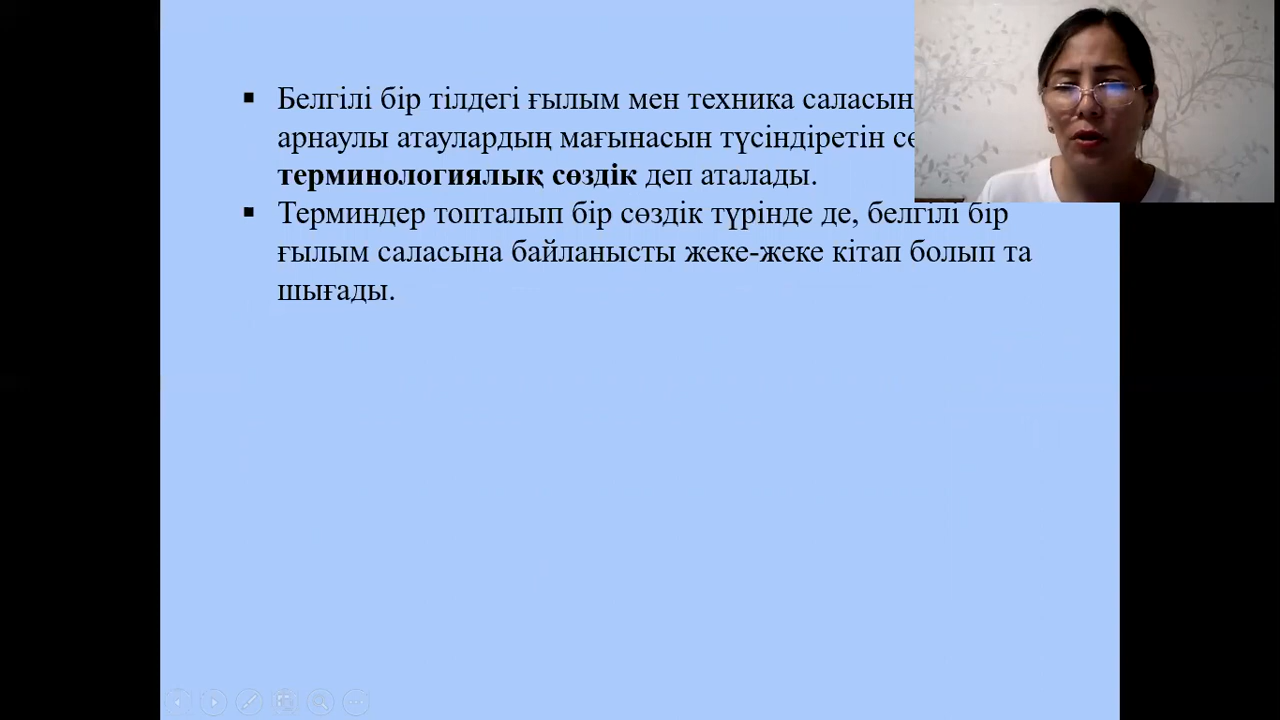 ▪ Белгілі бір тілдегі ғылым мен техника
арнаулы атаулардың мағынасын түсіндіретін
терминологиялық сөздік деп аталады.
▪ Терминдер топталып бір сөздік түрінде де, белгілі бір
ғылым саласына байланысты жеке-жеке кітап болып та
шығады.